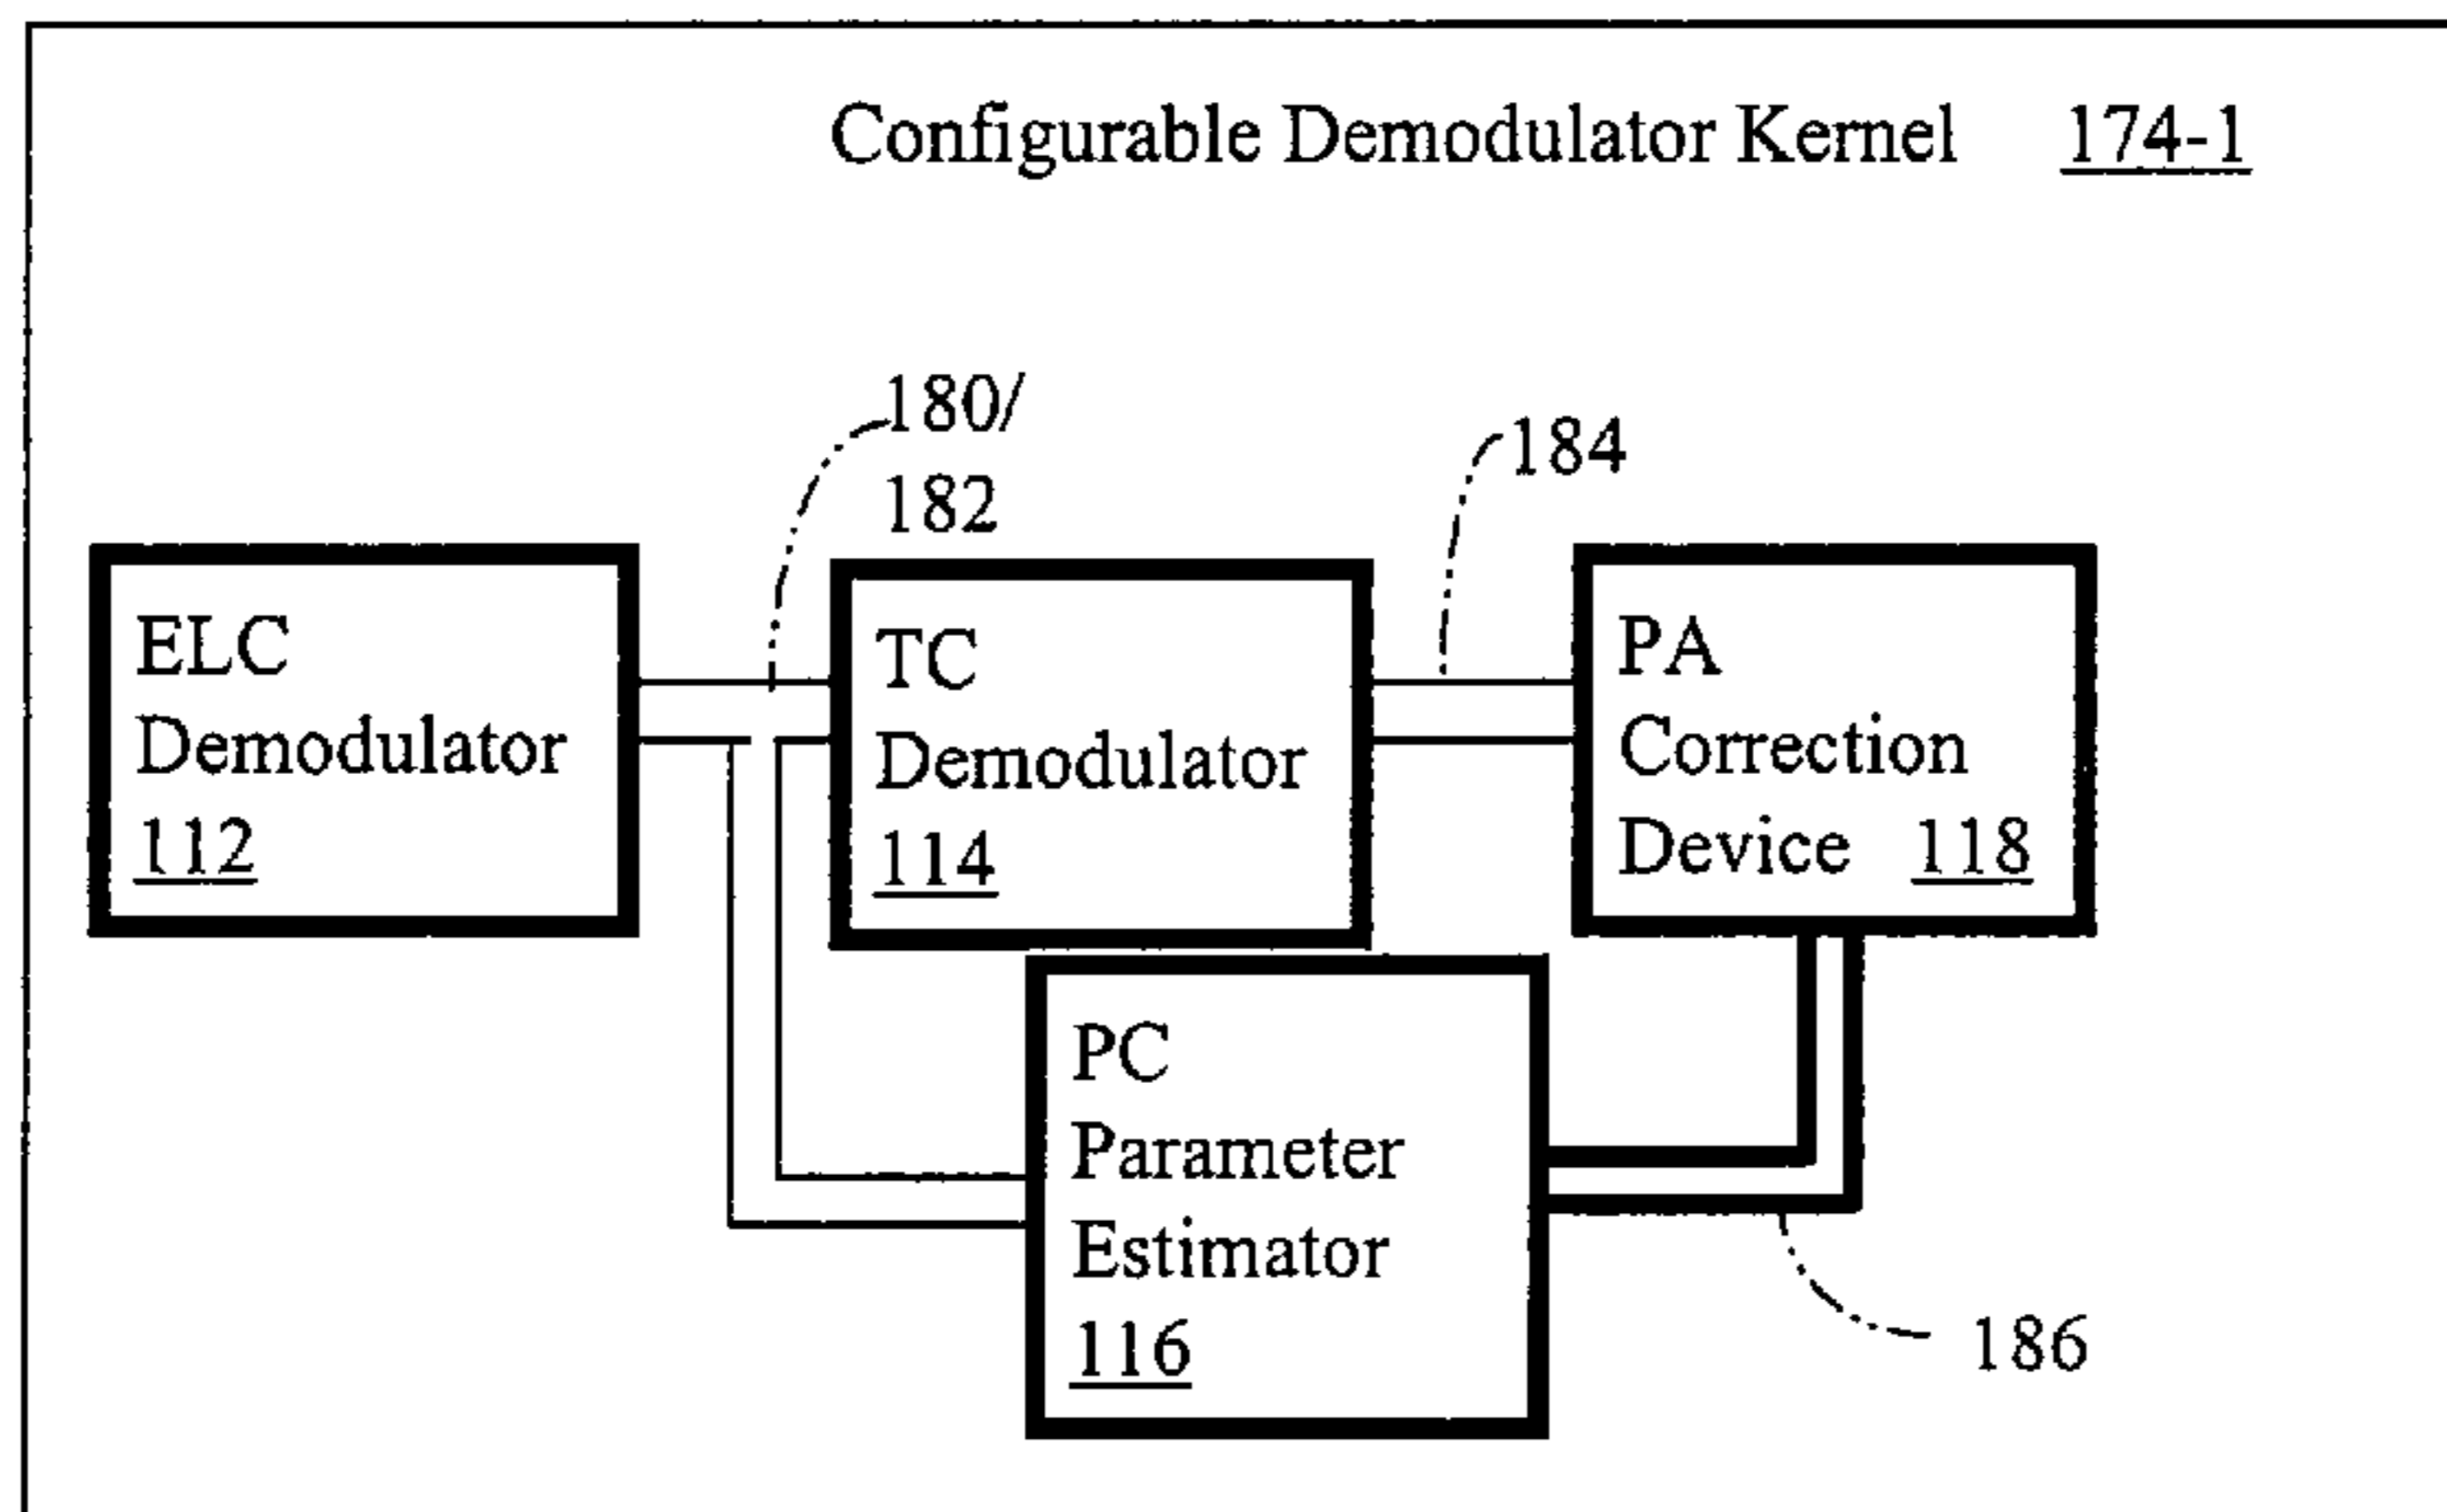 Configurable Demodulator Kernel 174-1
180/
182
184
ELC
Demodulator
112
TC
Demodulator
114
PA
Correction
Device 118
PC
Parameter
Estimator
116
186